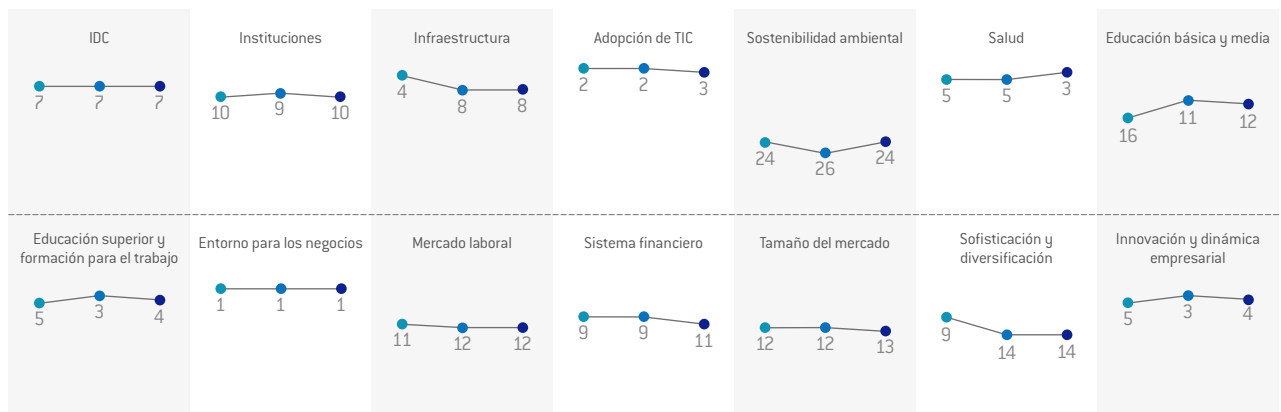 IDC
7 7 7
Instituciones
10 9 10
Infraestructura
4 8 8
Adopción de TIC
2 2 3
Sostenibilidad ambiental
24 26 24
Salud
5 5 3
Educación básica y media
16 11 12
Educación superior y
formación para el trabajo
5 3 4
Entorno para los negocios
1 1 1
Mercado laboral
11 12 12
Sistema financiero
9 9 11
Tamaño del mercado
12 12 13
Sofisticación y
diversificación
9 14 14
Innovación y dinámica
empresarial
5 3 4